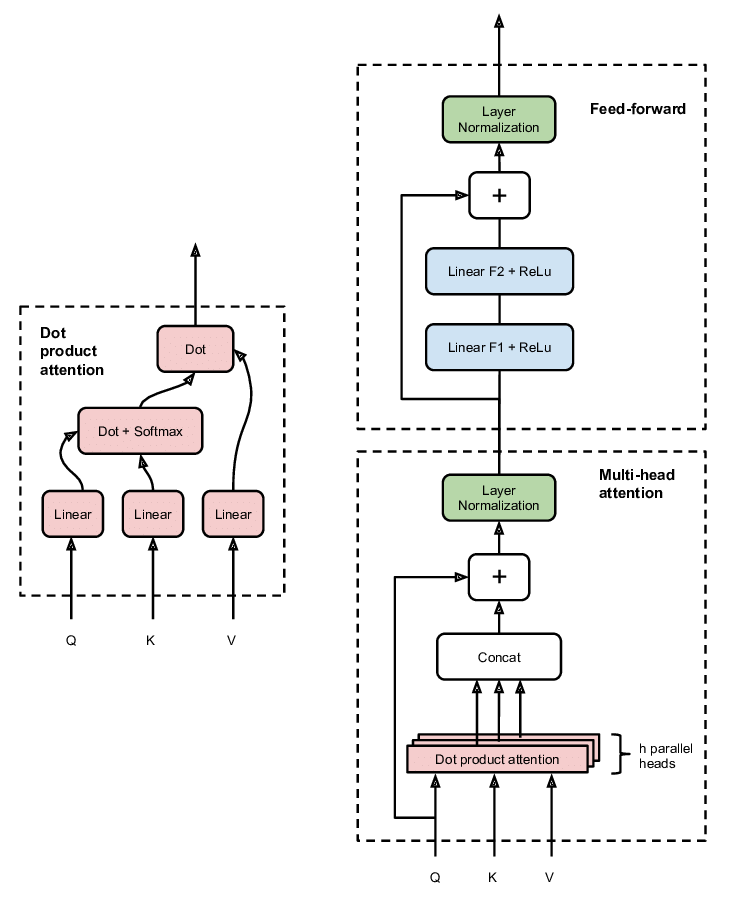 Dot
product
attention
Dot
Dot + Softmax
Linear
Linear
Linear
Q
K
V
Feed-forward
Layer
Normalization
+
Linear F2 + ReLu
Linear F1 + ReLu
Multi-head
attention
Layer
Normalization
+
Concat
Dot product attention
h parallel
heads
Q
K
V